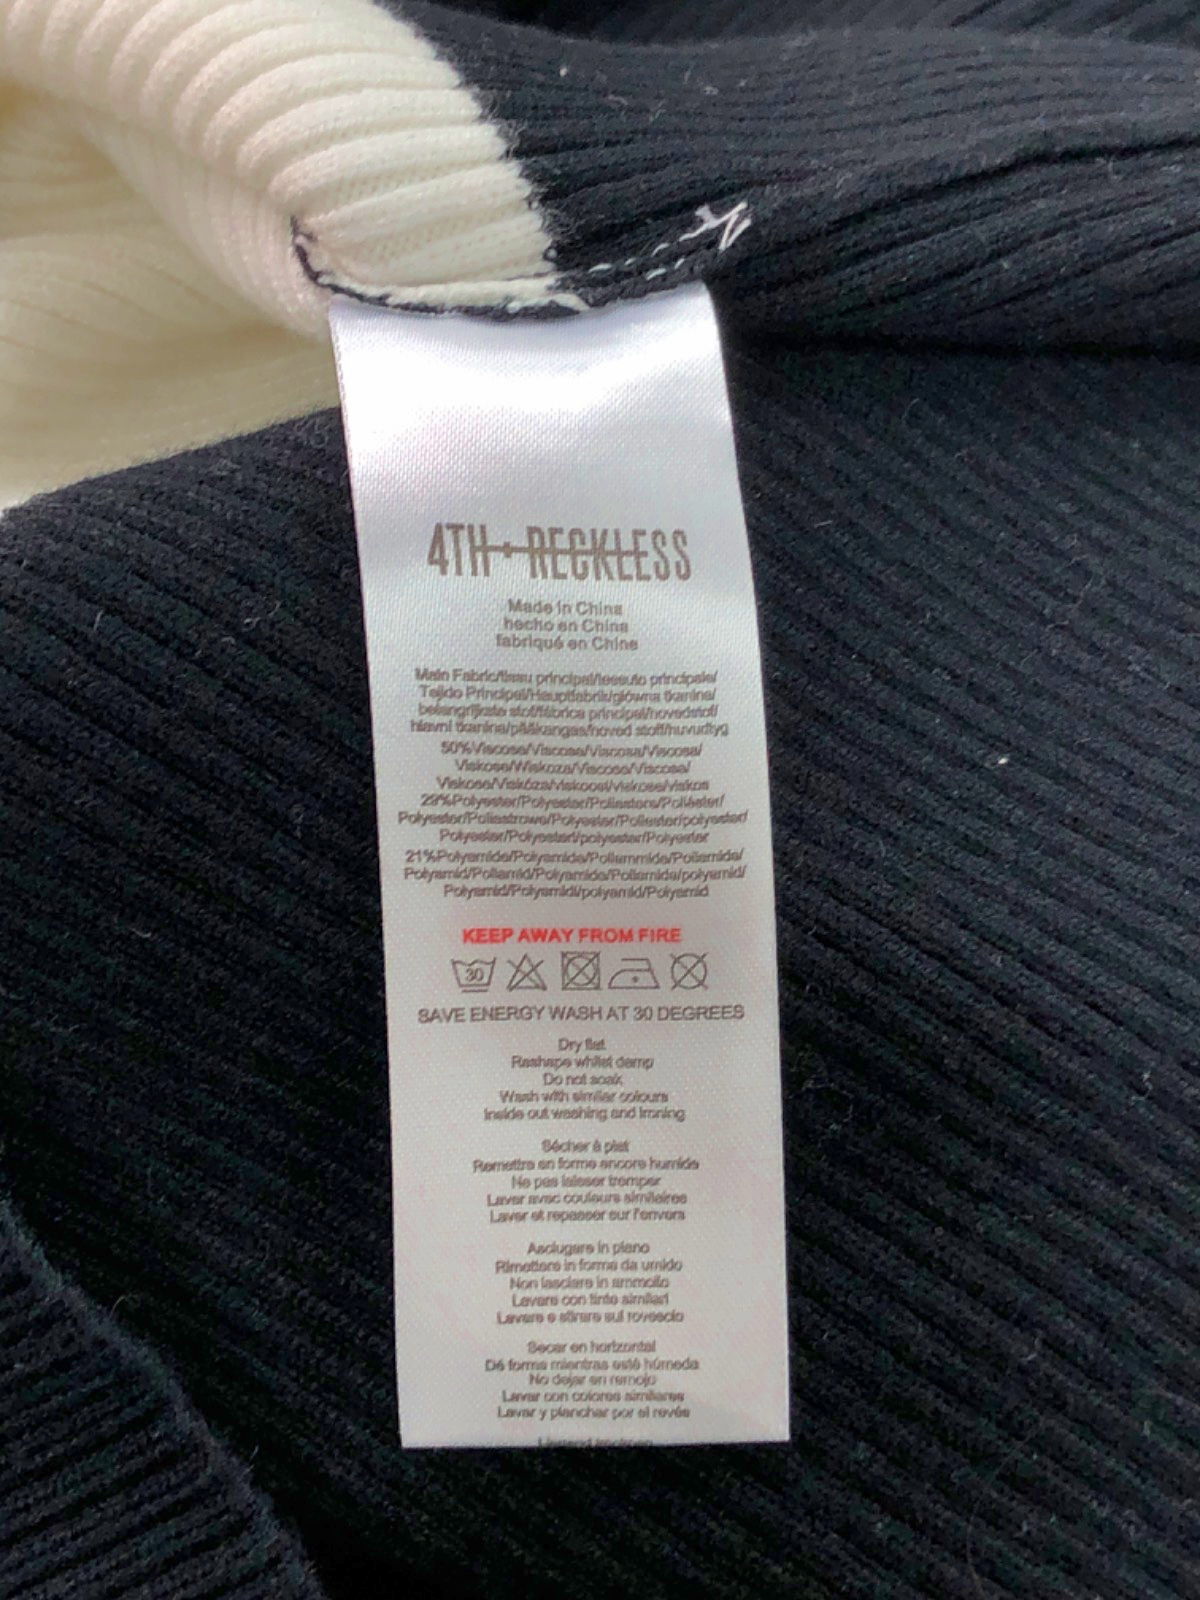 4TH + RECKLESS
Made in China
hecho en China
fabriqué en Chine
Main Fabric/tissu principal/tessuto principale/
Tejido Principal/Hauptfabrik/główna tkanina/
belangrijkste stof/fábrica principal/hovedstof/
hlavní tkanina/pääkangas/hoved stoff/huvudtyg
50%Viscose/Viscose/Viscosa/Viscosa/
Viskose/Wiskoza/Viscose/Viscosa/
Viskose/Viskóza/viskoosi/viskose/viskos
29%Polyester/Polyester/Poliestere/Poliéster/
Polyester/Poliestrowe/Polyester/Poliester/polyester/
Polyester/Polyesteri/polyester/Polyester
21%Polyamide/Polyamide/Poliammide/Poliamida/
Polyamid/Poliamid/Polyamide/Poliamida/polyamid/
Polyamid/Polyamidi/polyamid/Polyamid
KEEP AWAY FROM FIRE
30
SAVE ENERGY WASH AT 30 DEGREES
Dry flat
Reshape whilst damp
Do not soak
Wash with similar colours
Inside out washing and ironing
Sécher à plat
Remettre en forme encore humide
Ne pas laisser tremper
Laver avec couleurs similaires
Laver et repasser sur l'envers
Asciugare in piano
Rimettere in forma da umido
Non lasciare in ammollo
Lavare con tinte similari
Lavare e stirare sul rovescio
Secar en horizontal
Dé forma mientras esté húmeda
No dejar en remojo
Lavar con colores similares
Lavar y planchar por el revés